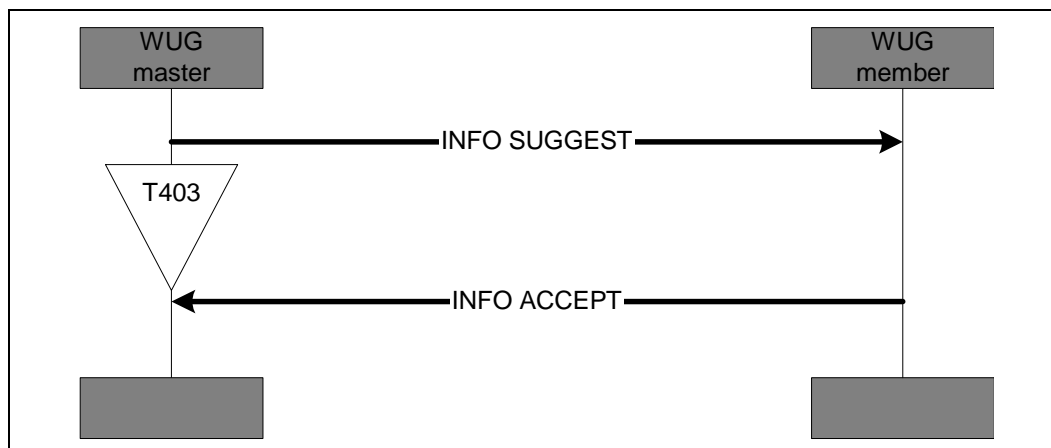 WUG
master
WUG
member
INFO SUGGEST
T403
INFO ACCEPT